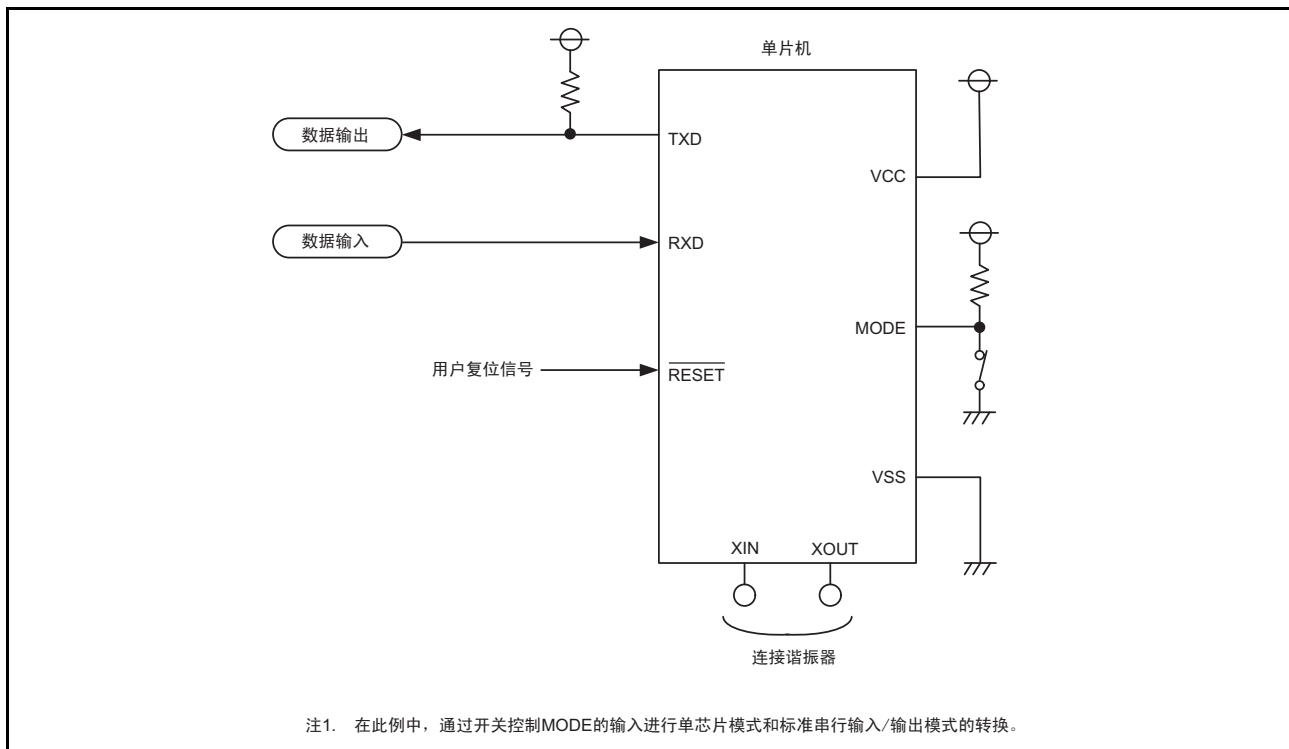 单片机
数据输出
TXD
VCC
数据输入
RXD
MODE
用户复位信号
RESET
VSS
XIN
XOUT
连接谐振器
注1. 在此例中，通过开关控制MODE的输入进行单芯片模式和标准串行输入/输出模式的转换。